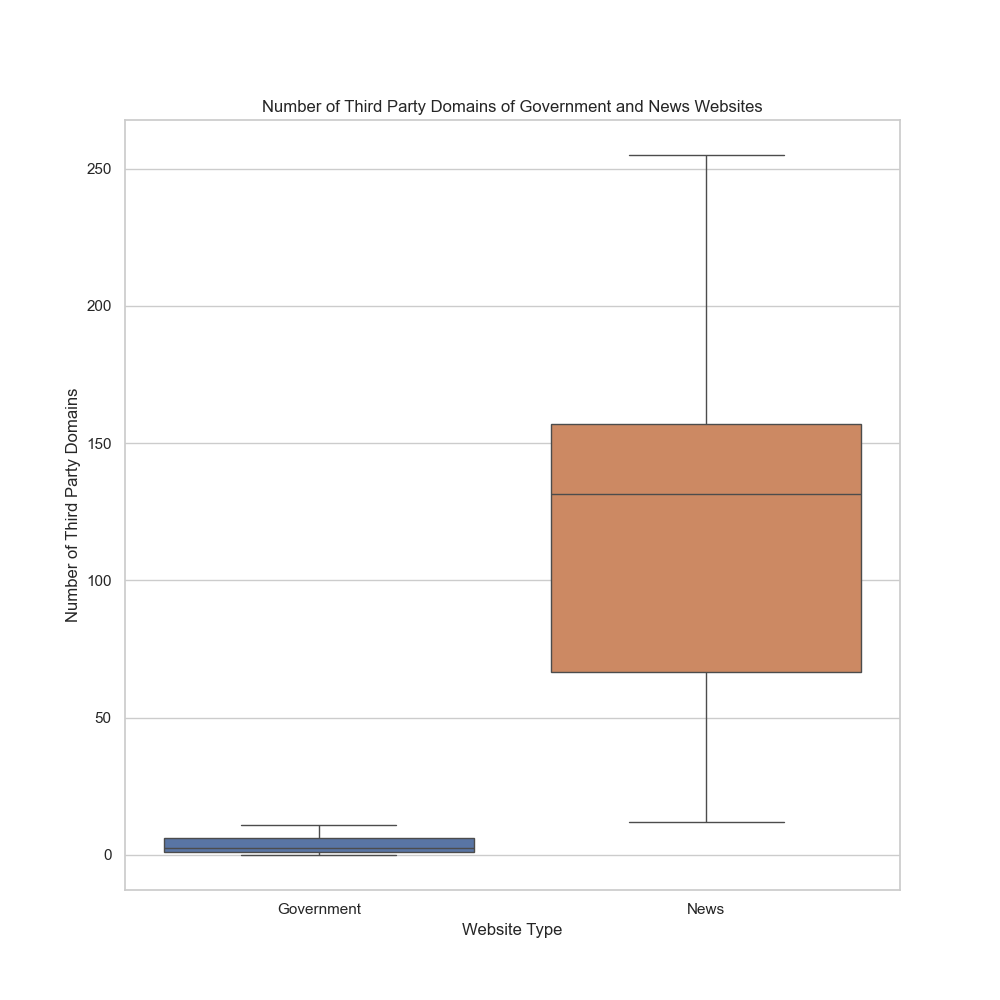 Number of Third Party Domains of Government and News Websites
Number of Third Party Domains
250
200
150
100
50
0
Government
News
Website Type